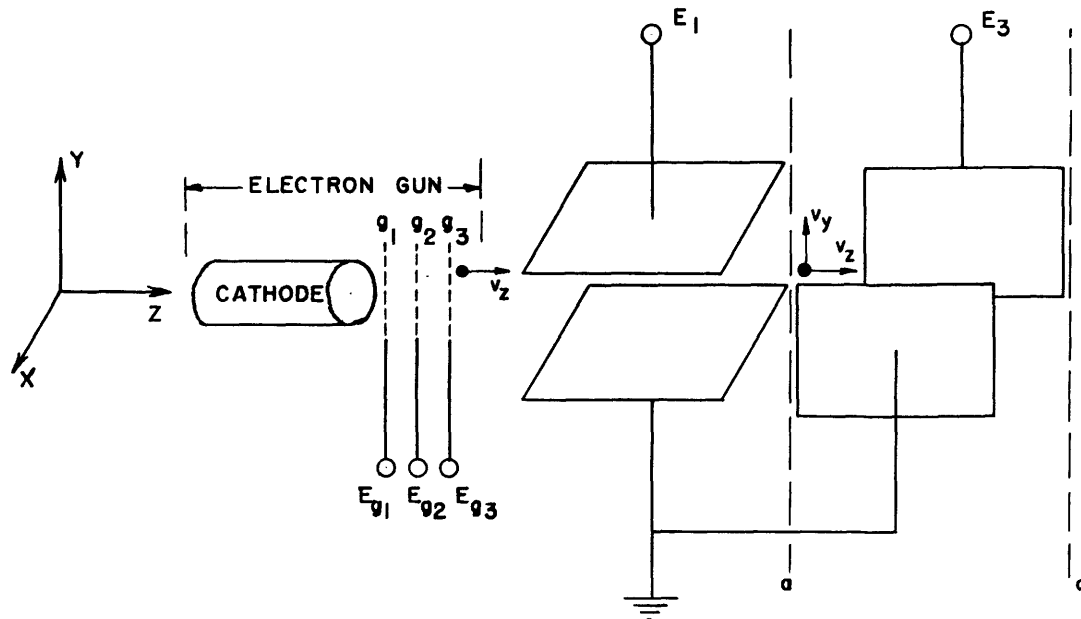 E1
E3
Y
ELECTRON GUN
g1 g2 g3
vy
vz
vz
CATHODE
Z
X
Eg1 Eg2 Eg3
a